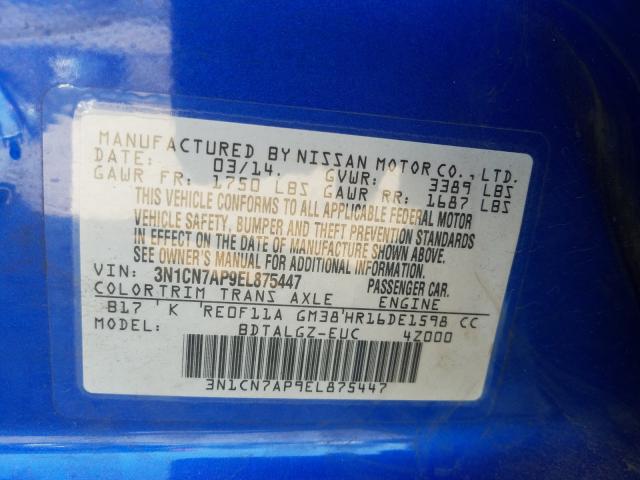 MANUFACTURED BY NISSAN MOTOR CO., LTD.
DATE: 03/14. GVWR: 3389 LBS
GAWR FR: 1750 LBS GAWR RR: 1687 LBS
THIS VEHICLE CONFORMS TO ALL APPLICABLE FEDERAL MOTOR
VEHICLE SAFETY, BUMPER AND THEFT PREVENTION STANDARDS
IN EFFECT ON THE DATE OF MANUFACTURE SHOWN ABOVE.
SEE OWNER'S MANUAL FOR ADDITIONAL INFORMATION.
VIN: 3N1CN7AP9EL875447 PASSENGER CAR.
COLOR TRIM TRANS AXLE ENGINE
B17 'K RE0F11A GM38'HR16DE1598 CC
MODEL: BDTALGZ-EUC 4Z000
3N1CN7AP9EL875447